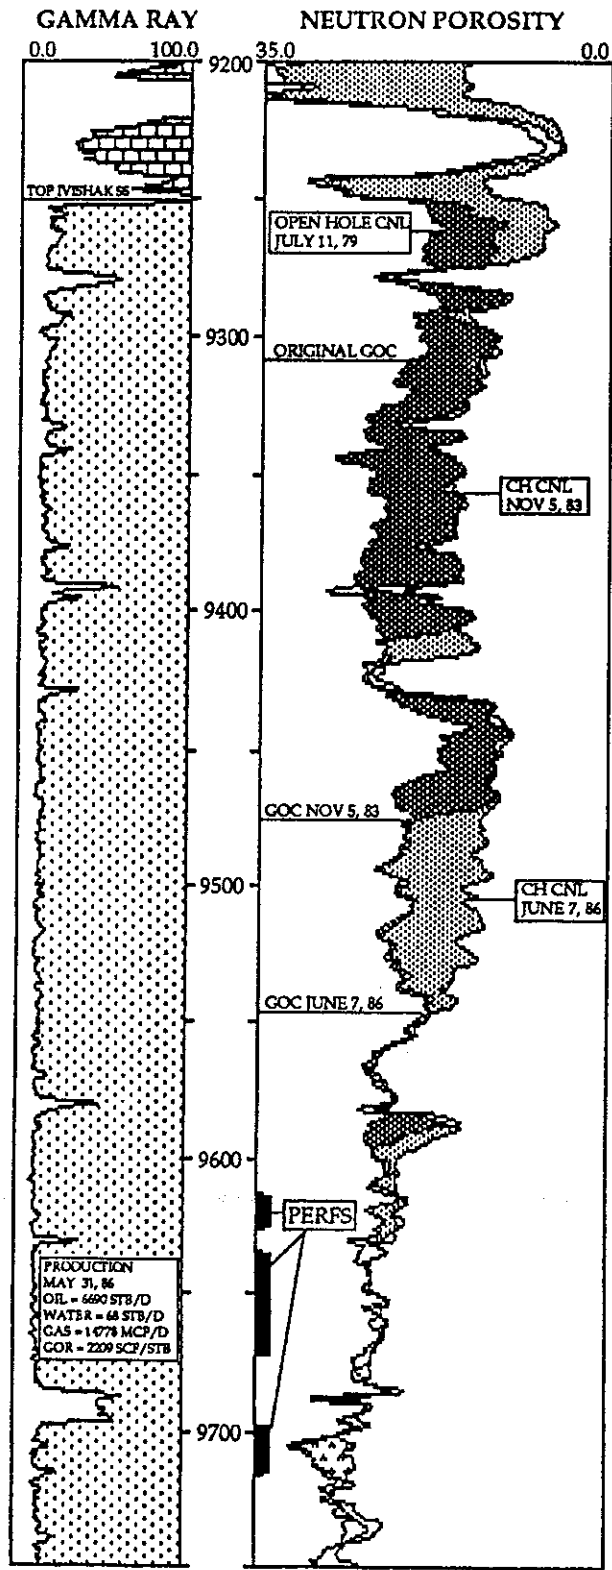 GAMMA RAY
NEUTRON POROSITY
0.0 100.0
35.0 0.0
9200
TOP IVISHAK SS
OPEN HOLE CNL
JULY 11, 79
9300
ORIGINAL GOC
CH CNL
NOV 5, 83
9400
GOC NOV 5, 83
9500
CH CNL
JUNE 7, 86
GOC JUNE 7, 86
9600
PERFS
PRODUCTION
MAY 31, 86
OIL = 6690 STB/D
WATER = 68 STB/D
GAS = 14778 MCF/D
GOR = 2209 SCF/STB
9700